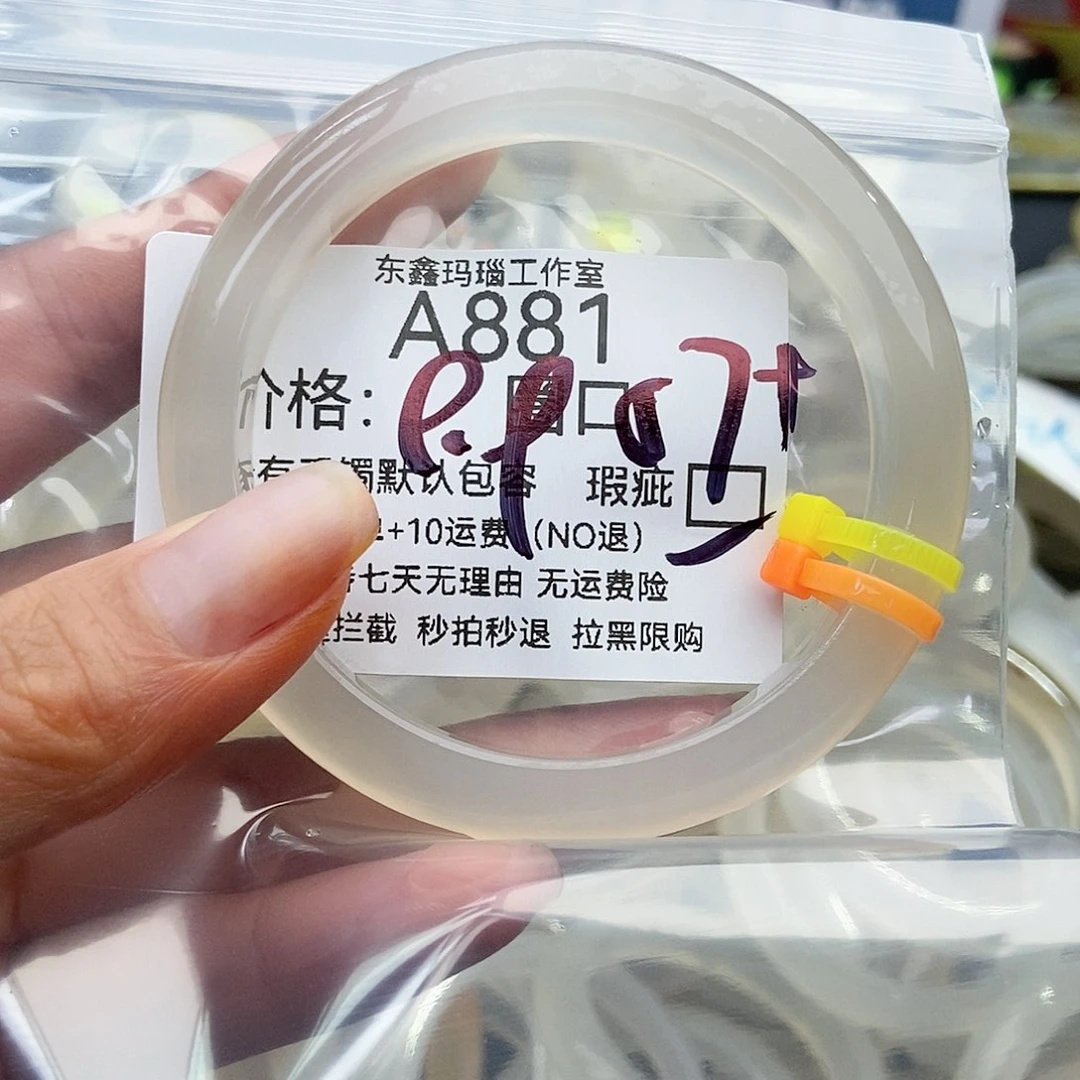 东鑫玛瑙工作室
A881
价格:
有手镯默认包容 瑕疵
+10运费(NO退)
七天无理由 无运费险
拦截 秒拍秒退 拉黑限购